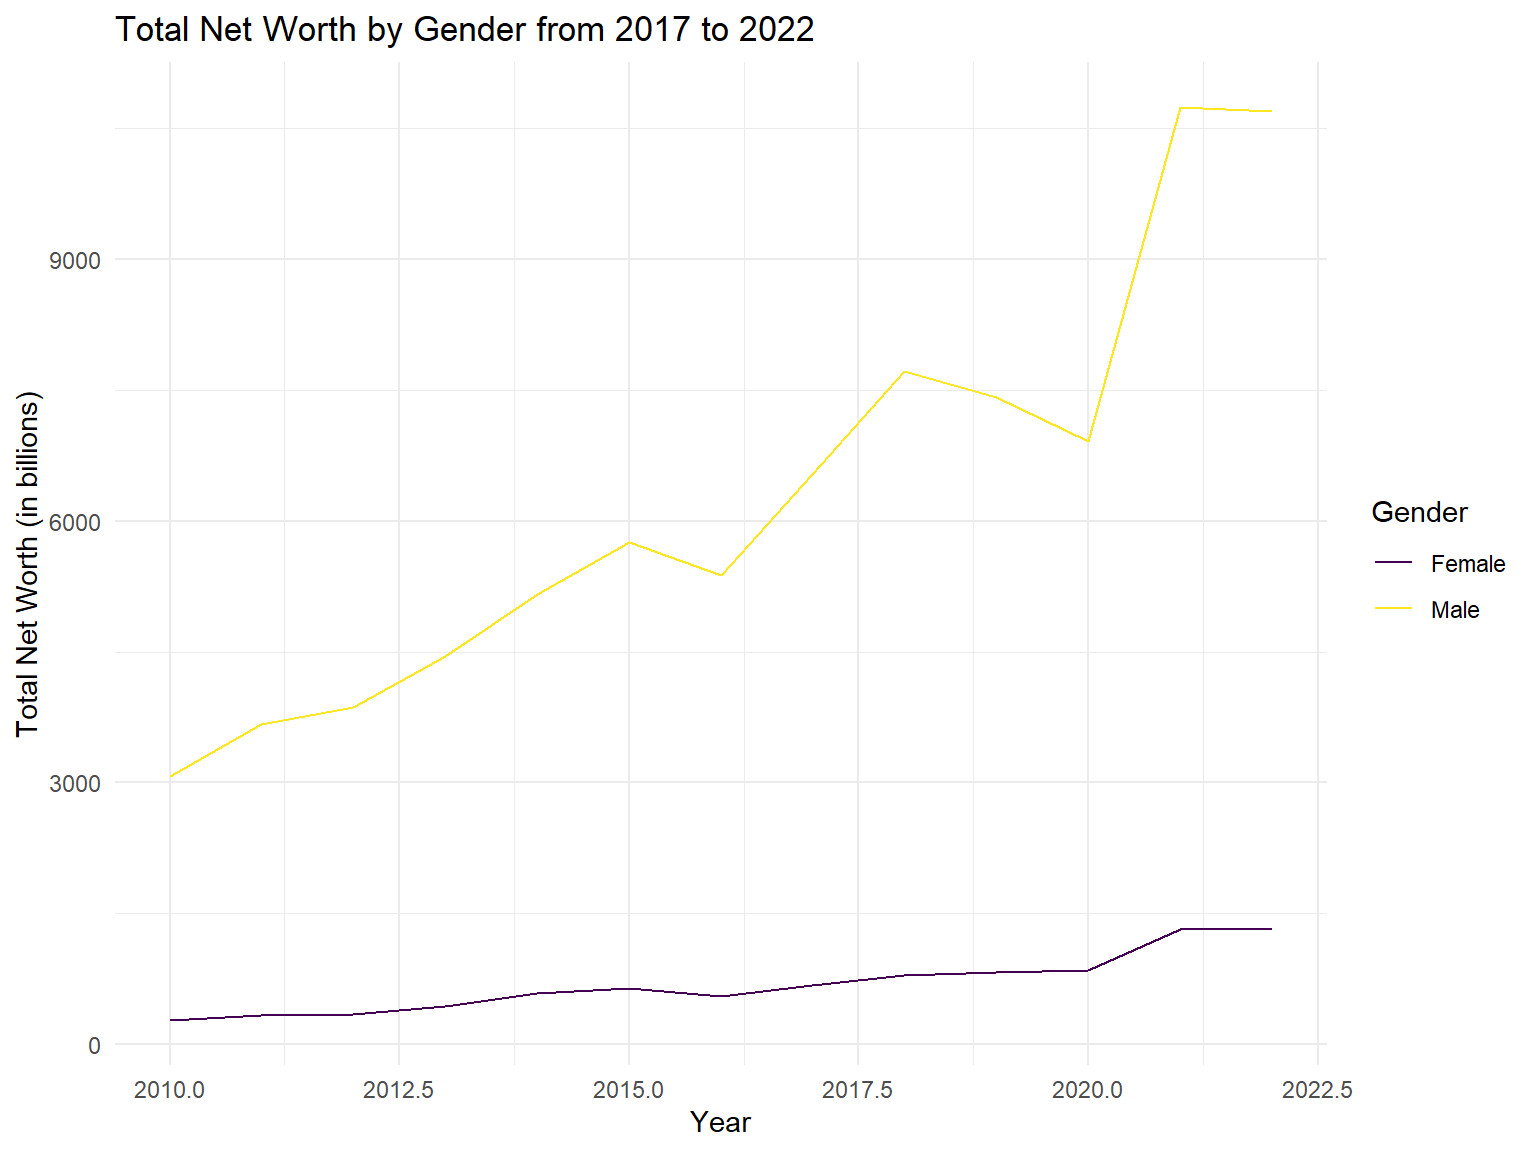 Total Net Worth by Gender from 2017 to 2022
Total Net Worth (in billions)
9000
6000
3000
0
2010.0 2012.5 2015.0 2017.5 2020.0 2022.5
Year
Gender
Female
Male